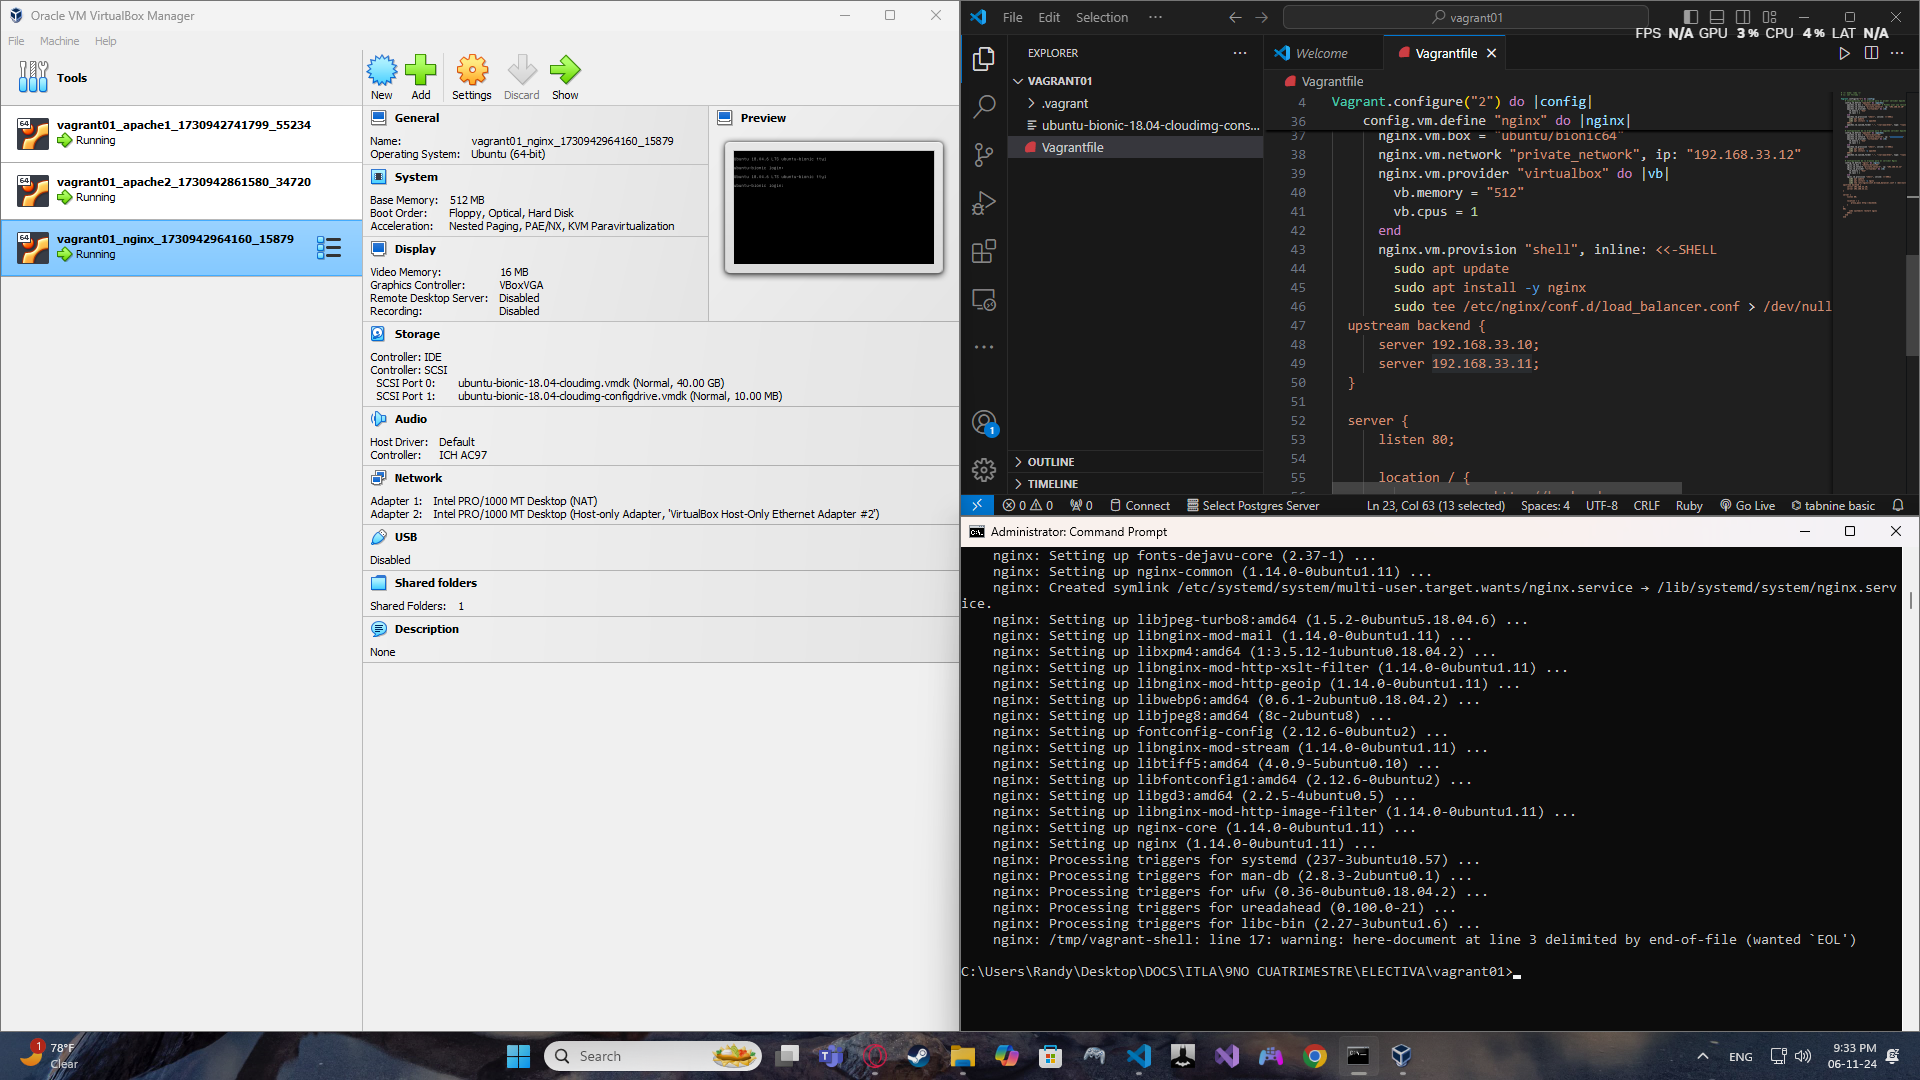 Oracle VM VirtualBox Manager
File Machine Help
Tools
64 vagrant01_apache1_1730942741799_55234
Running
64 vagrant01_apache2_1730942861580_34720
Running
64 vagrant01_nginx_1730942964160_15879
Running
New Add Settings Discard Show
General
Name: vagrant01_nginx_1730942964160_15879
Operating System: Ubuntu (64-bit)
System
Base Memory: 512 MB
Boot Order: Floppy, Optical, Hard Disk
Acceleration: Nested Paging, PAE/NX, KVM Paravirtualization
Display
Video Memory: 16 MB
Graphics Controller: VBoxVGA
Remote Desktop Server: Disabled
Recording: Disabled
Preview
Storage
Controller: IDE
Controller: SCSI
SCSI Port 0: ubuntu-bionic-18.04-cloudimg.vmdk (Normal, 40.00 GB)
SCSI Port 1: ubuntu-bionic-18.04-cloudimg-configdrive.vmdk (Normal, 10.00 MB)
Audio
Host Driver: Default
Controller: ICH AC97
Network
Adapter 1: Intel PRO/1000 MT Desktop (NAT)
Adapter 2: Intel PRO/1000 MT Desktop (Host-only Adapter, 'VirtualBox Host-Only Ethernet Adapter #2')
USB
Disabled
Shared folders
Shared Folders: 1
Description
None
File Edit Selection ··· vagrant01
FPS N/A GPU 3 % CPU 4 % LAT N/A
EXPLORER
VAGRANT01
.vagrant
ubuntu-bionic-18.04-cloudimg-cons...
Vagrantfile
OUTLINE
TIMELINE
1
Welcome
Vagrantfile
Vagrantfile
4 Vagrant.configure("2") do |config|
36 config.vm.define "nginx" do |nginx|
37 nginx.vm.box = "ubuntu/bionic64"
38 nginx.vm.network "private_network", ip: "192.168.33.12"
39 nginx.vm.provider "virtualbox" do |vb|
40 vb.memory = "512"
41 vb.cpus = 1
42 end
43 nginx.vm.provision "shell", inline: <<-SHELL
44 sudo apt update
45 sudo apt install -y nginx
46 sudo tee /etc/nginx/conf.d/load_balancer.conf > /dev/null
47 upstream backend {
48 server 192.168.33.10;
49 server 192.168.33.11;
50 }
51
52 server {
53 listen 80;
54
55 location / {
0 0 0 Connect Select Postgres Server Ln 23, Col 63 (13 selected) Spaces: 4 UTF-8 CRLF Ruby Go Live tabnine basic
Administrator: Command Prompt
nginx: Setting up fonts-dejavu-core (2.37-1) ...
nginx: Setting up nginx-common (1.14.0-0ubuntu1.11) ...
nginx: Created symlink /etc/systemd/system/multi-user.target.wants/nginx.service → /lib/systemd/system/nginx.serv
ice.
nginx: Setting up libjpeg-turbo8:amd64 (1.5.2-0ubuntu5.18.04.6) ...
nginx: Setting up libnginx-mod-mail (1.14.0-0ubuntu1.11) ...
nginx: Setting up libxpm4:amd64 (1:3.5.12-1ubuntu0.18.04.2) ...
nginx: Setting up libnginx-mod-http-xslt-filter (1.14.0-0ubuntu1.11) ...
nginx: Setting up libnginx-mod-http-geoip (1.14.0-0ubuntu1.11) ...
nginx: Setting up libwebp6:amd64 (0.6.1-2ubuntu0.18.04.2) ...
nginx: Setting up libjpeg8:amd64 (8c-2ubuntu8) ...
nginx: Setting up fontconfig-config (2.12.6-0ubuntu2) ...
nginx: Setting up libnginx-mod-stream (1.14.0-0ubuntu1.11) ...
nginx: Setting up libtiff5:amd64 (4.0.9-5ubuntu0.10) ...
nginx: Setting up libfontconfig1:amd64 (2.12.6-0ubuntu2) ...
nginx: Setting up libgd3:amd64 (2.2.5-4ubuntu0.5) ...
nginx: Setting up libnginx-mod-http-image-filter (1.14.0-0ubuntu1.11) ...
nginx: Setting up nginx-core (1.14.0-0ubuntu1.11) ...
nginx: Setting up nginx (1.14.0-0ubuntu1.11) ...
nginx: Processing triggers for systemd (237-3ubuntu10.57) ...
nginx: Processing triggers for man-db (2.8.3-2ubuntu0.1) ...
nginx: Processing triggers for ufw (0.36-0ubuntu0.18.04.2) ...
nginx: Processing triggers for ureadahead (0.100.0-21) ...
nginx: Processing triggers for libc-bin (2.27-3ubuntu1.6) ...
nginx: /tmp/vagrant-shell: line 17: warning: here-document at line 3 delimited by end-of-file (wanted `EOL')
C:\Users\Randy\Desktop\DOCS\ITLA\9NO CUATRIMESTRE\ELECTIVA\vagrant01>
1 78°F
Clear
Search
ENG
9:33 PM
06-11-24